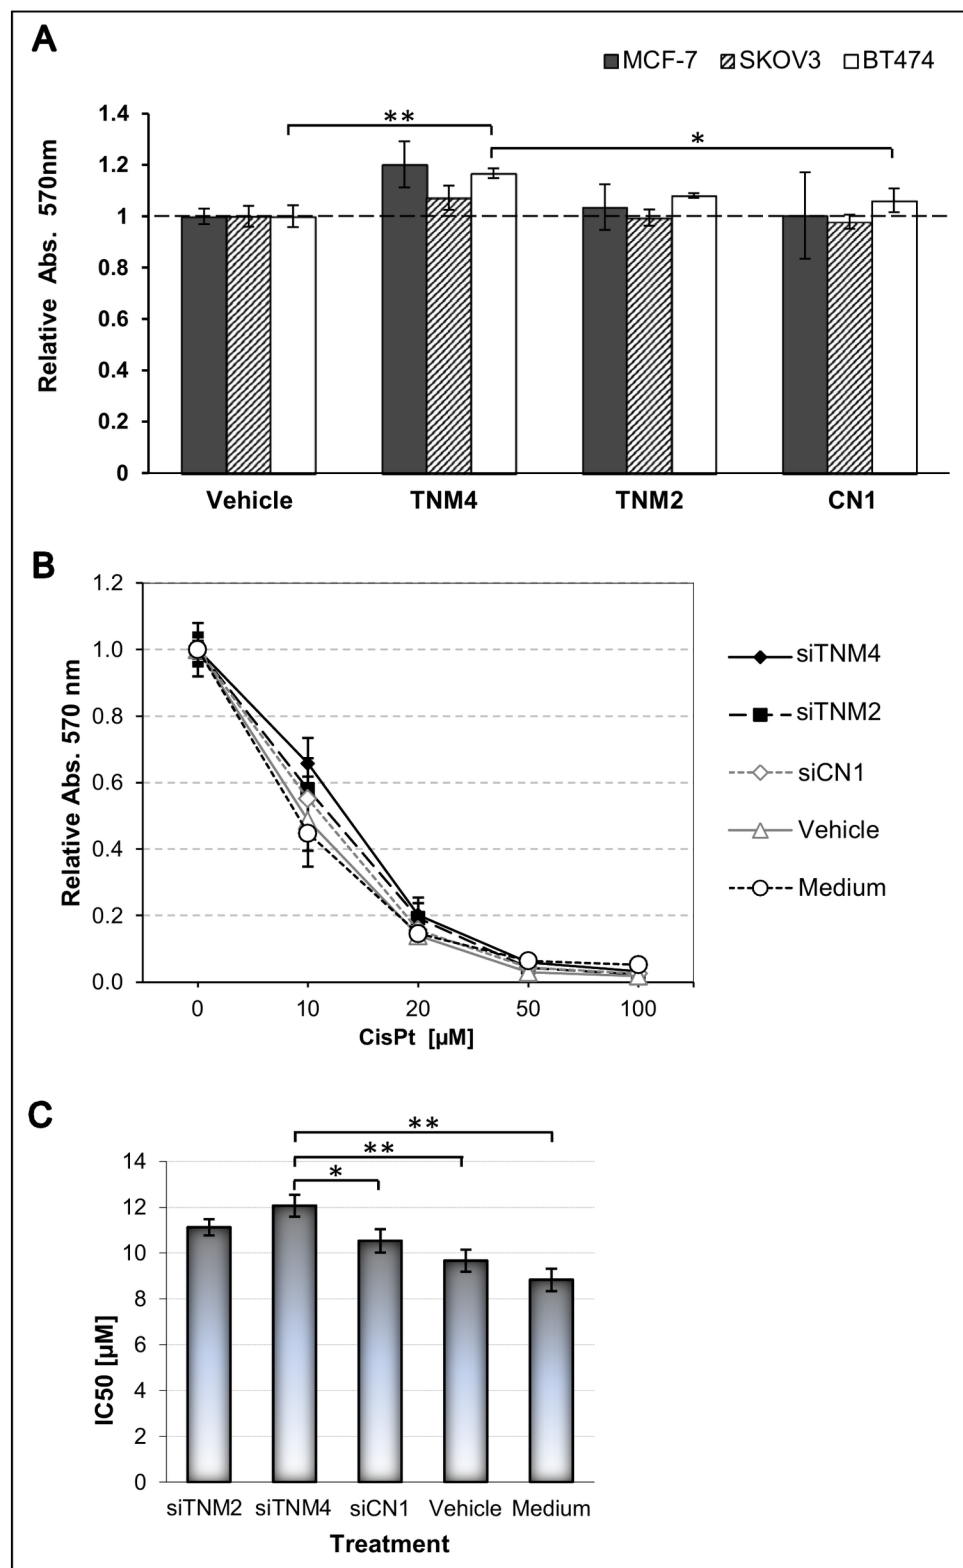 A
MCF-7 SKOV3 BT474
Relative Abs. 570nm
1.4
1.2
1
0.8
0.6
0.4
0.2
0
**
*
Vehicle TNM4 TNM2 CN1
B
Relative Abs. 570 nm
1.2
1.0
0.8
0.6
0.4
0.2
0.0
0 10 20 50 100
CisPt [µM]
siTNM4
siTNM2
siCN1
Vehicle
Medium
C
**
**
*
IC50 [µM]
14
12
10
8
6
4
2
0
siTNM2 siTNM4 siCN1 Vehicle Medium
Treatment